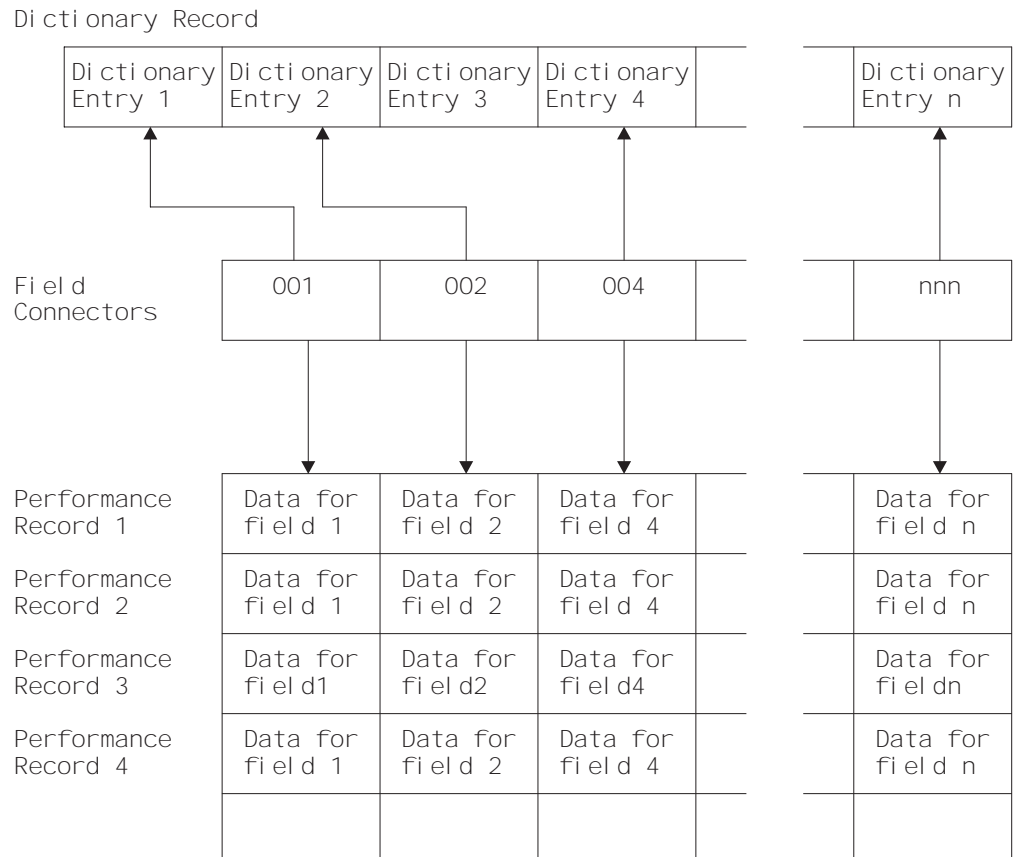 Dictionary Record
Dictionary Dictionary Dictionary Dictionary Dictionary
Entry 1 Entry 2 Entry 3 Entry 4 Entry n
Field 001 002 004 nnn
Connectors
Performance Data for Data for Data for Data for
Record 1 field 1 field 2 field 4 field n
Performance Data for Data for Data for Data for
Record 2 field 1 field 2 field 4 field n
Performance Data for Data for Data for Data for
Record 3 field1 field2 field4 fieldn
Performance Data for Data for Data for Data for
Record 4 field 1 field 2 field 4 field n